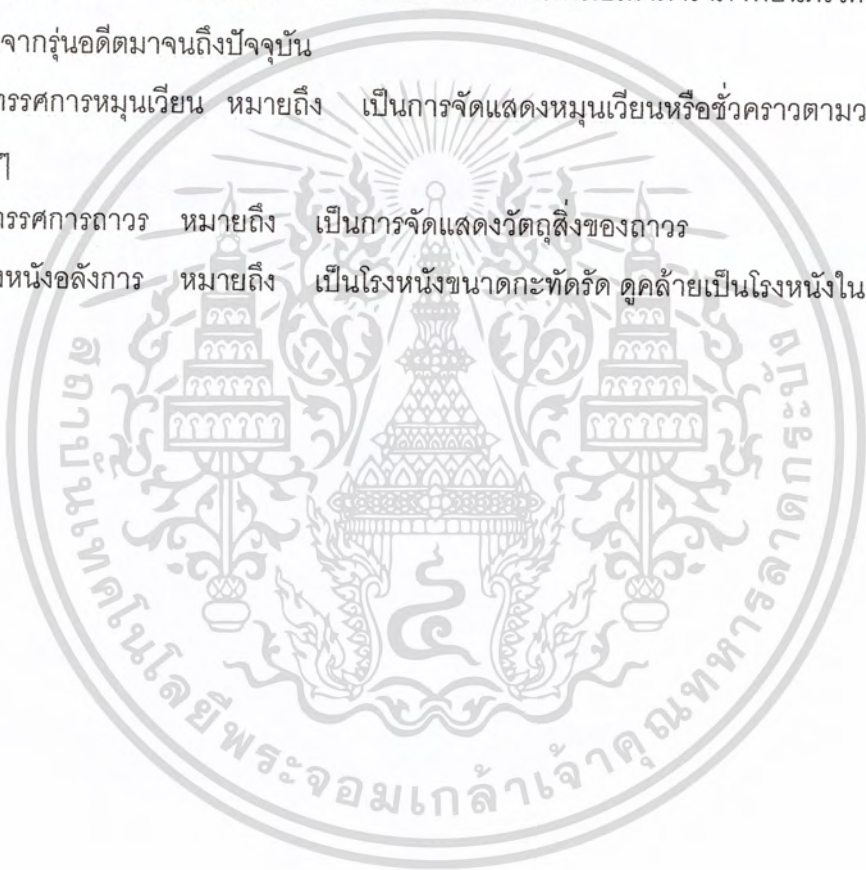 จากรุ่นอดีตมาจนถึงปัจจุบัน
ทรรศการหมุนเวียน หมายถึง เป็นการจัดแสดงหมุนเวียนหรือชั่วคราวตามว
ๆ
ทรรศการถาวร หมายถึง เป็นการจัดแสดงวัตถุสิ่งของถาวร
งหนังอลังการ หมายถึง เป็นโรงหนังขนาดกะทัดรัด ดูคล้ายเป็นโรงหนังใน
สถาบันเทคโนโลยีพระจอมเกล้าเจ้าคุณทหารลาดกระบัง
๔